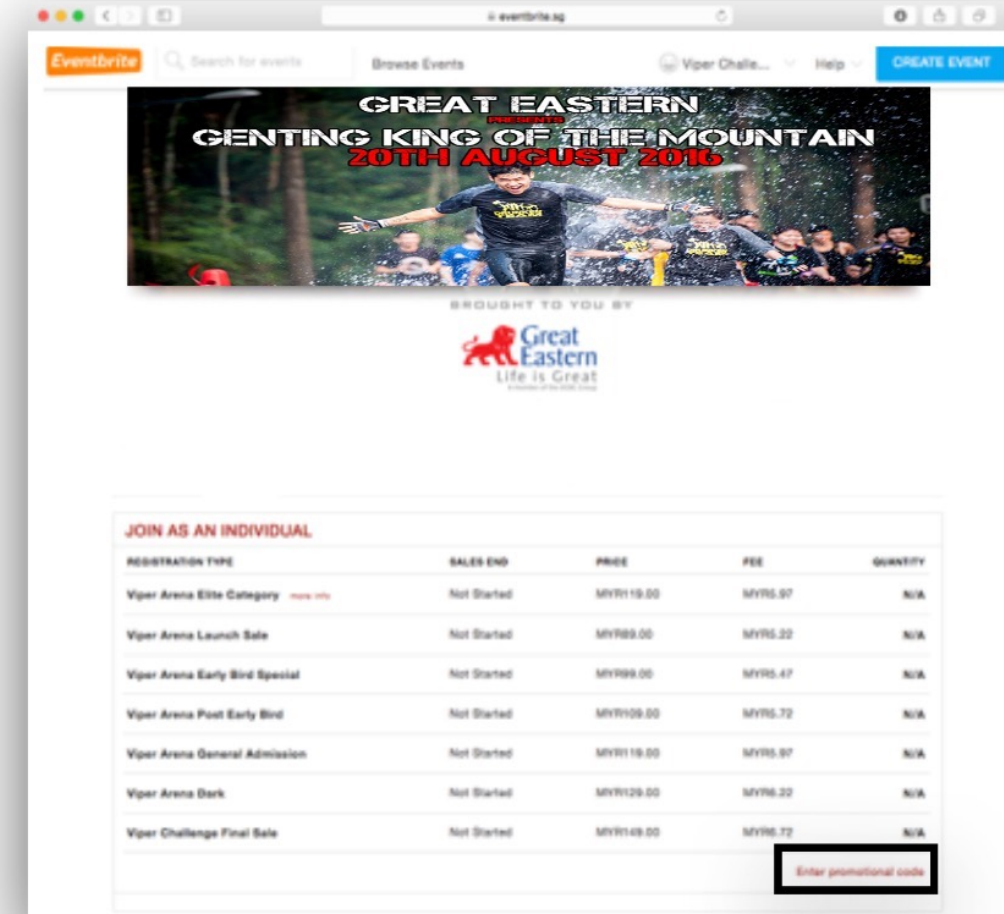 eventbrite.sg
Eventbrite
Search for events
Browse Events
Viper Challe...
Help
CREATE EVENT
GREAT EASTERN
PRESENTS
GENTING KING OF THE MOUNTAIN
20TH AUGUST 2016
BROUGHT TO YOU BY
Great
Eastern
Life is Great
JOIN AS AN INDIVIDUAL
REGISTRATION TYPE SALES END PRICE FEE QUANTITY
Viper Arena Elite Category more info Not Started MYR119.00 MYR5.97 N/A
Viper Arena Launch Sale Not Started MYR89.00 MYR5.22 N/A
Viper Arena Early Bird Special Not Started MYR99.00 MYR5.47 N/A
Viper Arena Post Early Bird Not Started MYR109.00 MYR5.72 N/A
Viper Arena General Admission Not Started MYR119.00 MYR5.97 N/A
Viper Arena Dark Not Started MYR129.00 MYR6.22 N/A
Viper Challenge Final Sale Not Started MYR149.00 MYR6.72 N/A
Enter promotional code